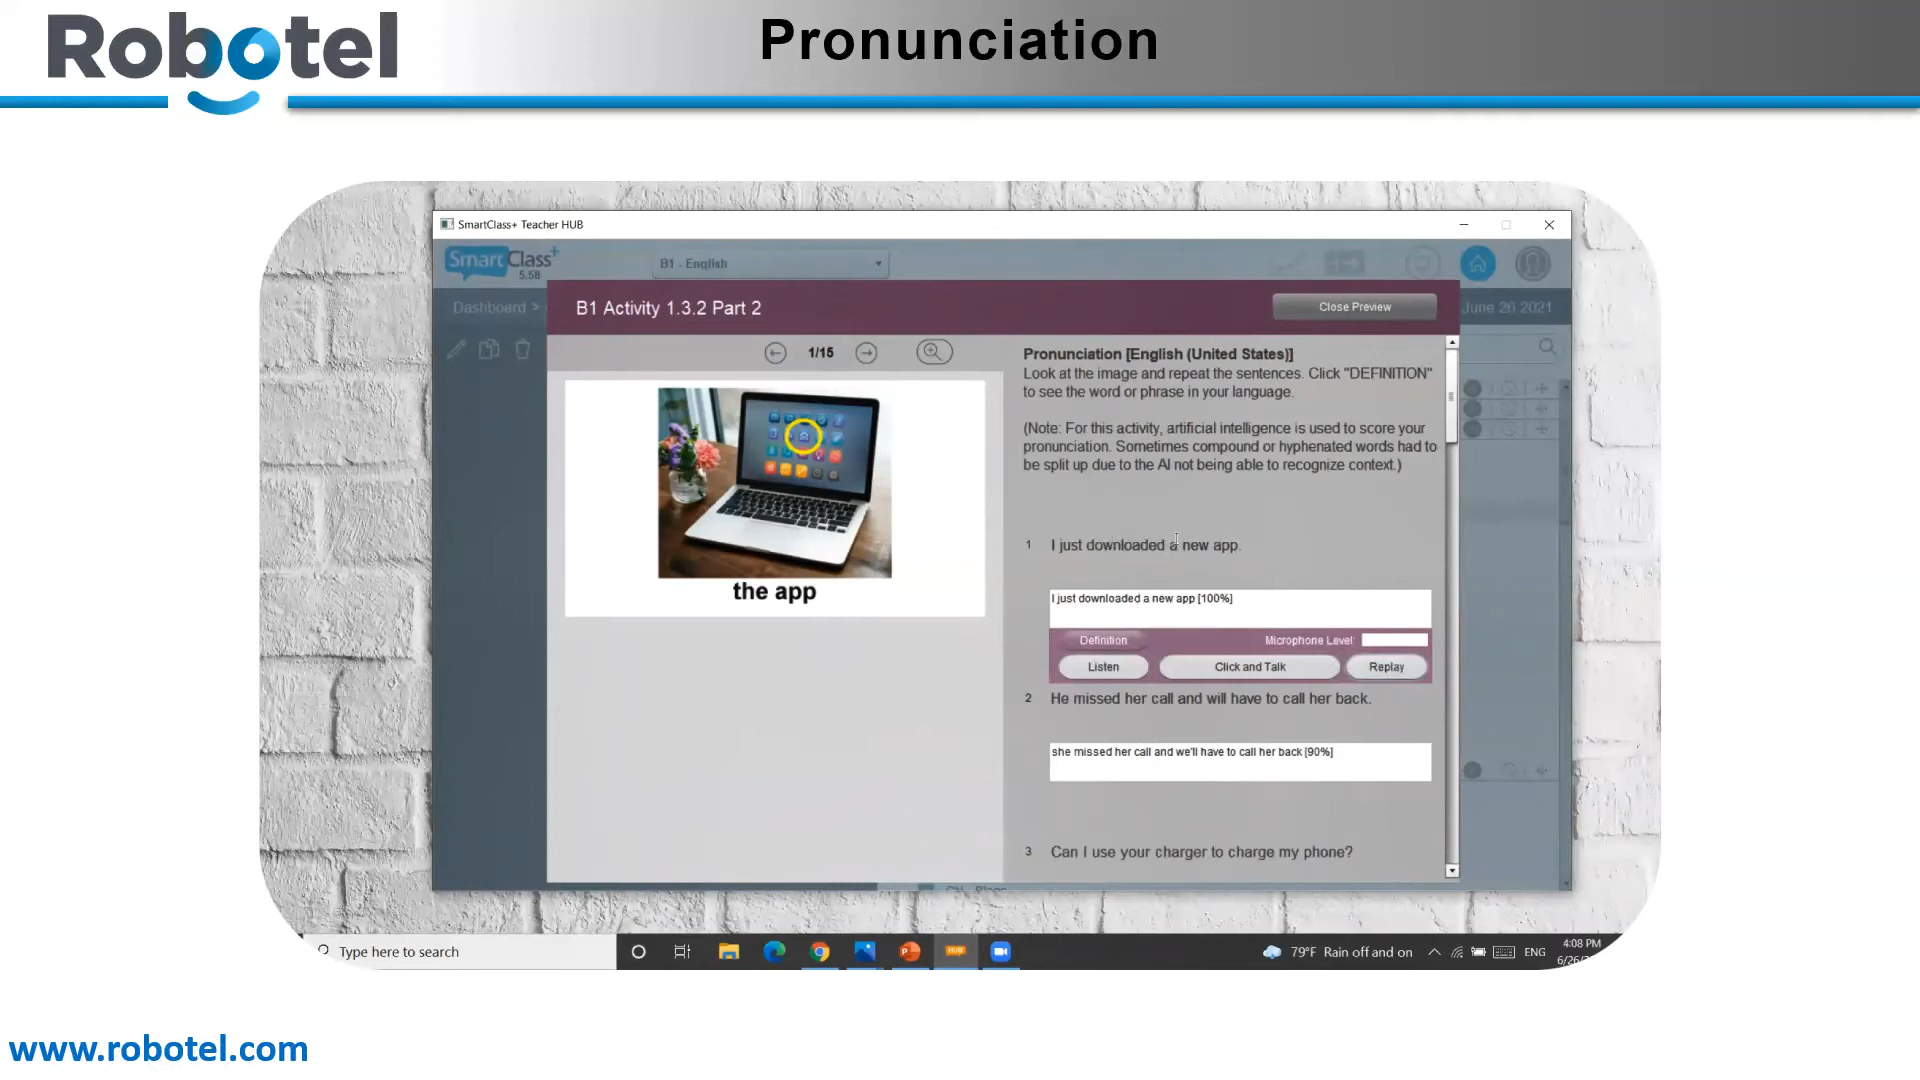 Robotel
Pronunciation
SmartClass+ Teacher HUB
SmartClass+
5.58
B1 - English
Dashboard >
June 26 2021
B1 Activity 1.3.2 Part 2
Close Preview
1/15
the app
Pronunciation [English (United States)]
Look at the image and repeat the sentences. Click "DEFINITION"
to see the word or phrase in your language.
(Note: For this activity, artificial intelligence is used to score your
pronunciation. Sometimes compound or hyphenated words had to
be split up due to the AI not being able to recognize context.)
1 I just downloaded a new app.
I just downloaded a new app [100%]
Definition
Microphone Level:
Listen
Click and Talk
Replay
2 He missed her call and will have to call her back.
she missed her call and we'll have to call her back [90%]
3 Can I use your charger to charge my phone?
Type here to search
HUB
79°F Rain off and on
ENG
4:08 PM
www.robotel.com